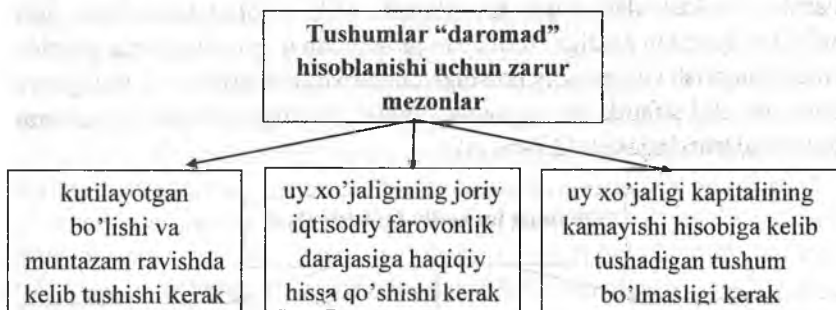 Tushumlar “daromad”
hisoblanishi uchun zarur
mezonlar
kutilayotgan
bo’lishi va
muntazam ravishda
kelib tushishi kerak
uy xo’jaligining joriy
iqtisodiy farovonlik
darajasiga haqiqiy
hissa qo’shishi kerak
uy xo’jaligi kapitalining
kamayishi hisobiga kelib
tushadigan tushum
bo’lmasligi kerak